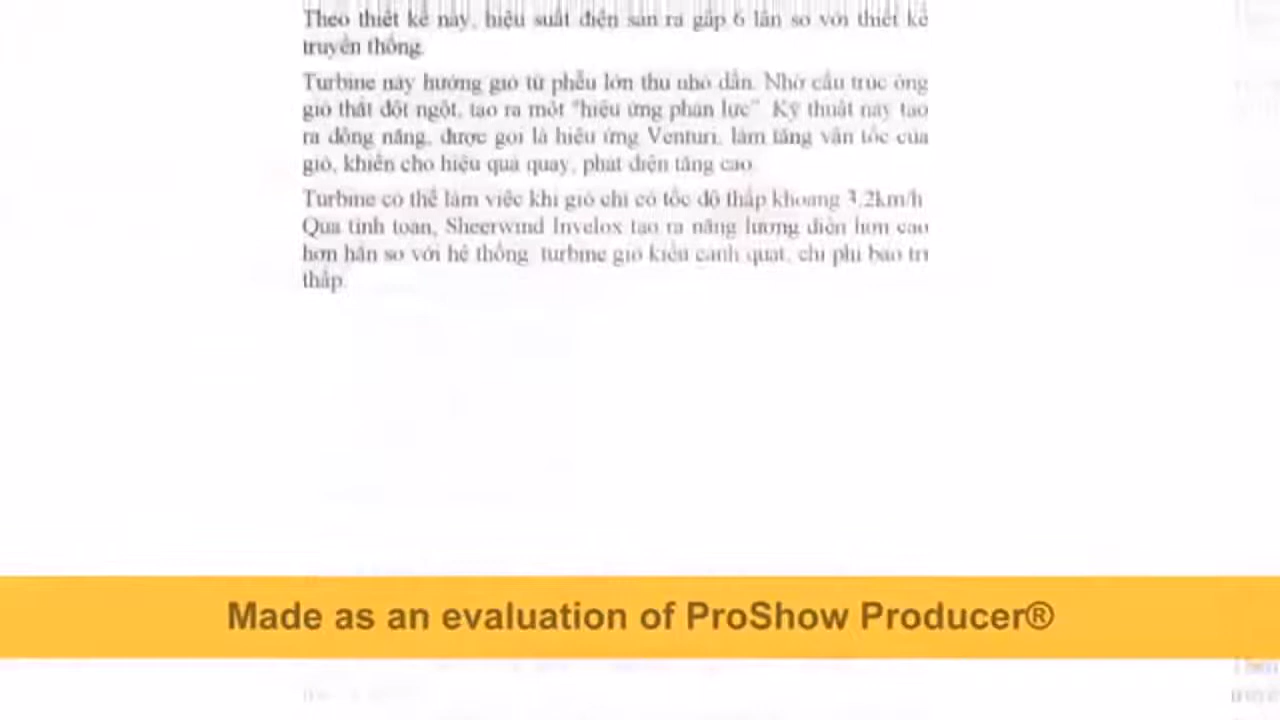 Theo thiết kế này, hiệu suất điện sản ra gấp 6 lần so với thiết kế
truyền thống.
Turbine này hướng gió từ phễu lớn thu nhỏ dần. Nhờ cấu trúc ống
gió thắt đột ngột, tạo ra một "hiệu ứng phản lực". Kỹ thuật này tạo
ra động năng, được gọi là hiệu ứng Venturi, làm tăng vận tốc của
gió, khiến cho hiệu quả quay, phát điện tăng cao.
Turbine có thể làm việc khi gió chỉ có tốc độ thấp khoảng 3,2km/h
Qua tính toán, Sheerwind Invelox tạo ra năng lượng điện hơn cao
hơn hẳn so với hệ thống turbine gió kiểu cánh quạt, chi phí bảo trì
thấp.
Made as an evaluation of ProShow Producer®